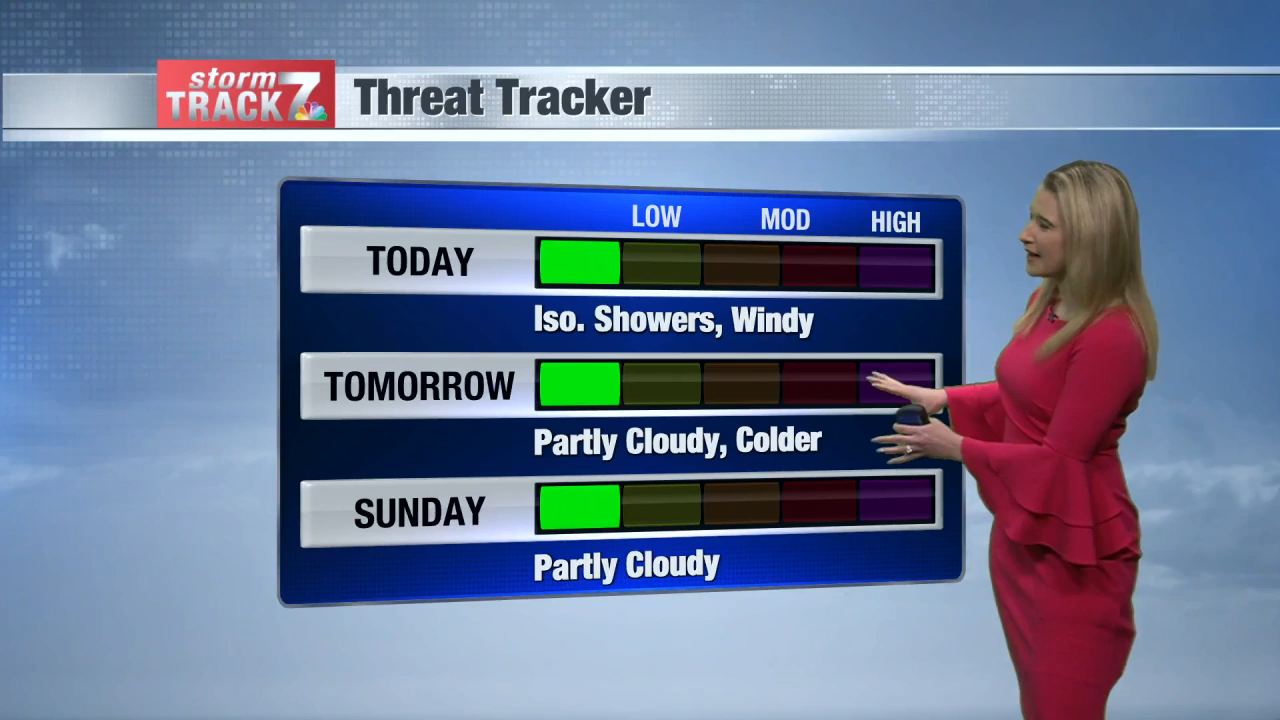 storm
TRACK 7
Threat Tracker
LOW MOD HIGH
TODAY
Iso. Showers, Windy
TOMORROW
Partly Cloudy, Colder
SUNDAY
Partly Cloudy